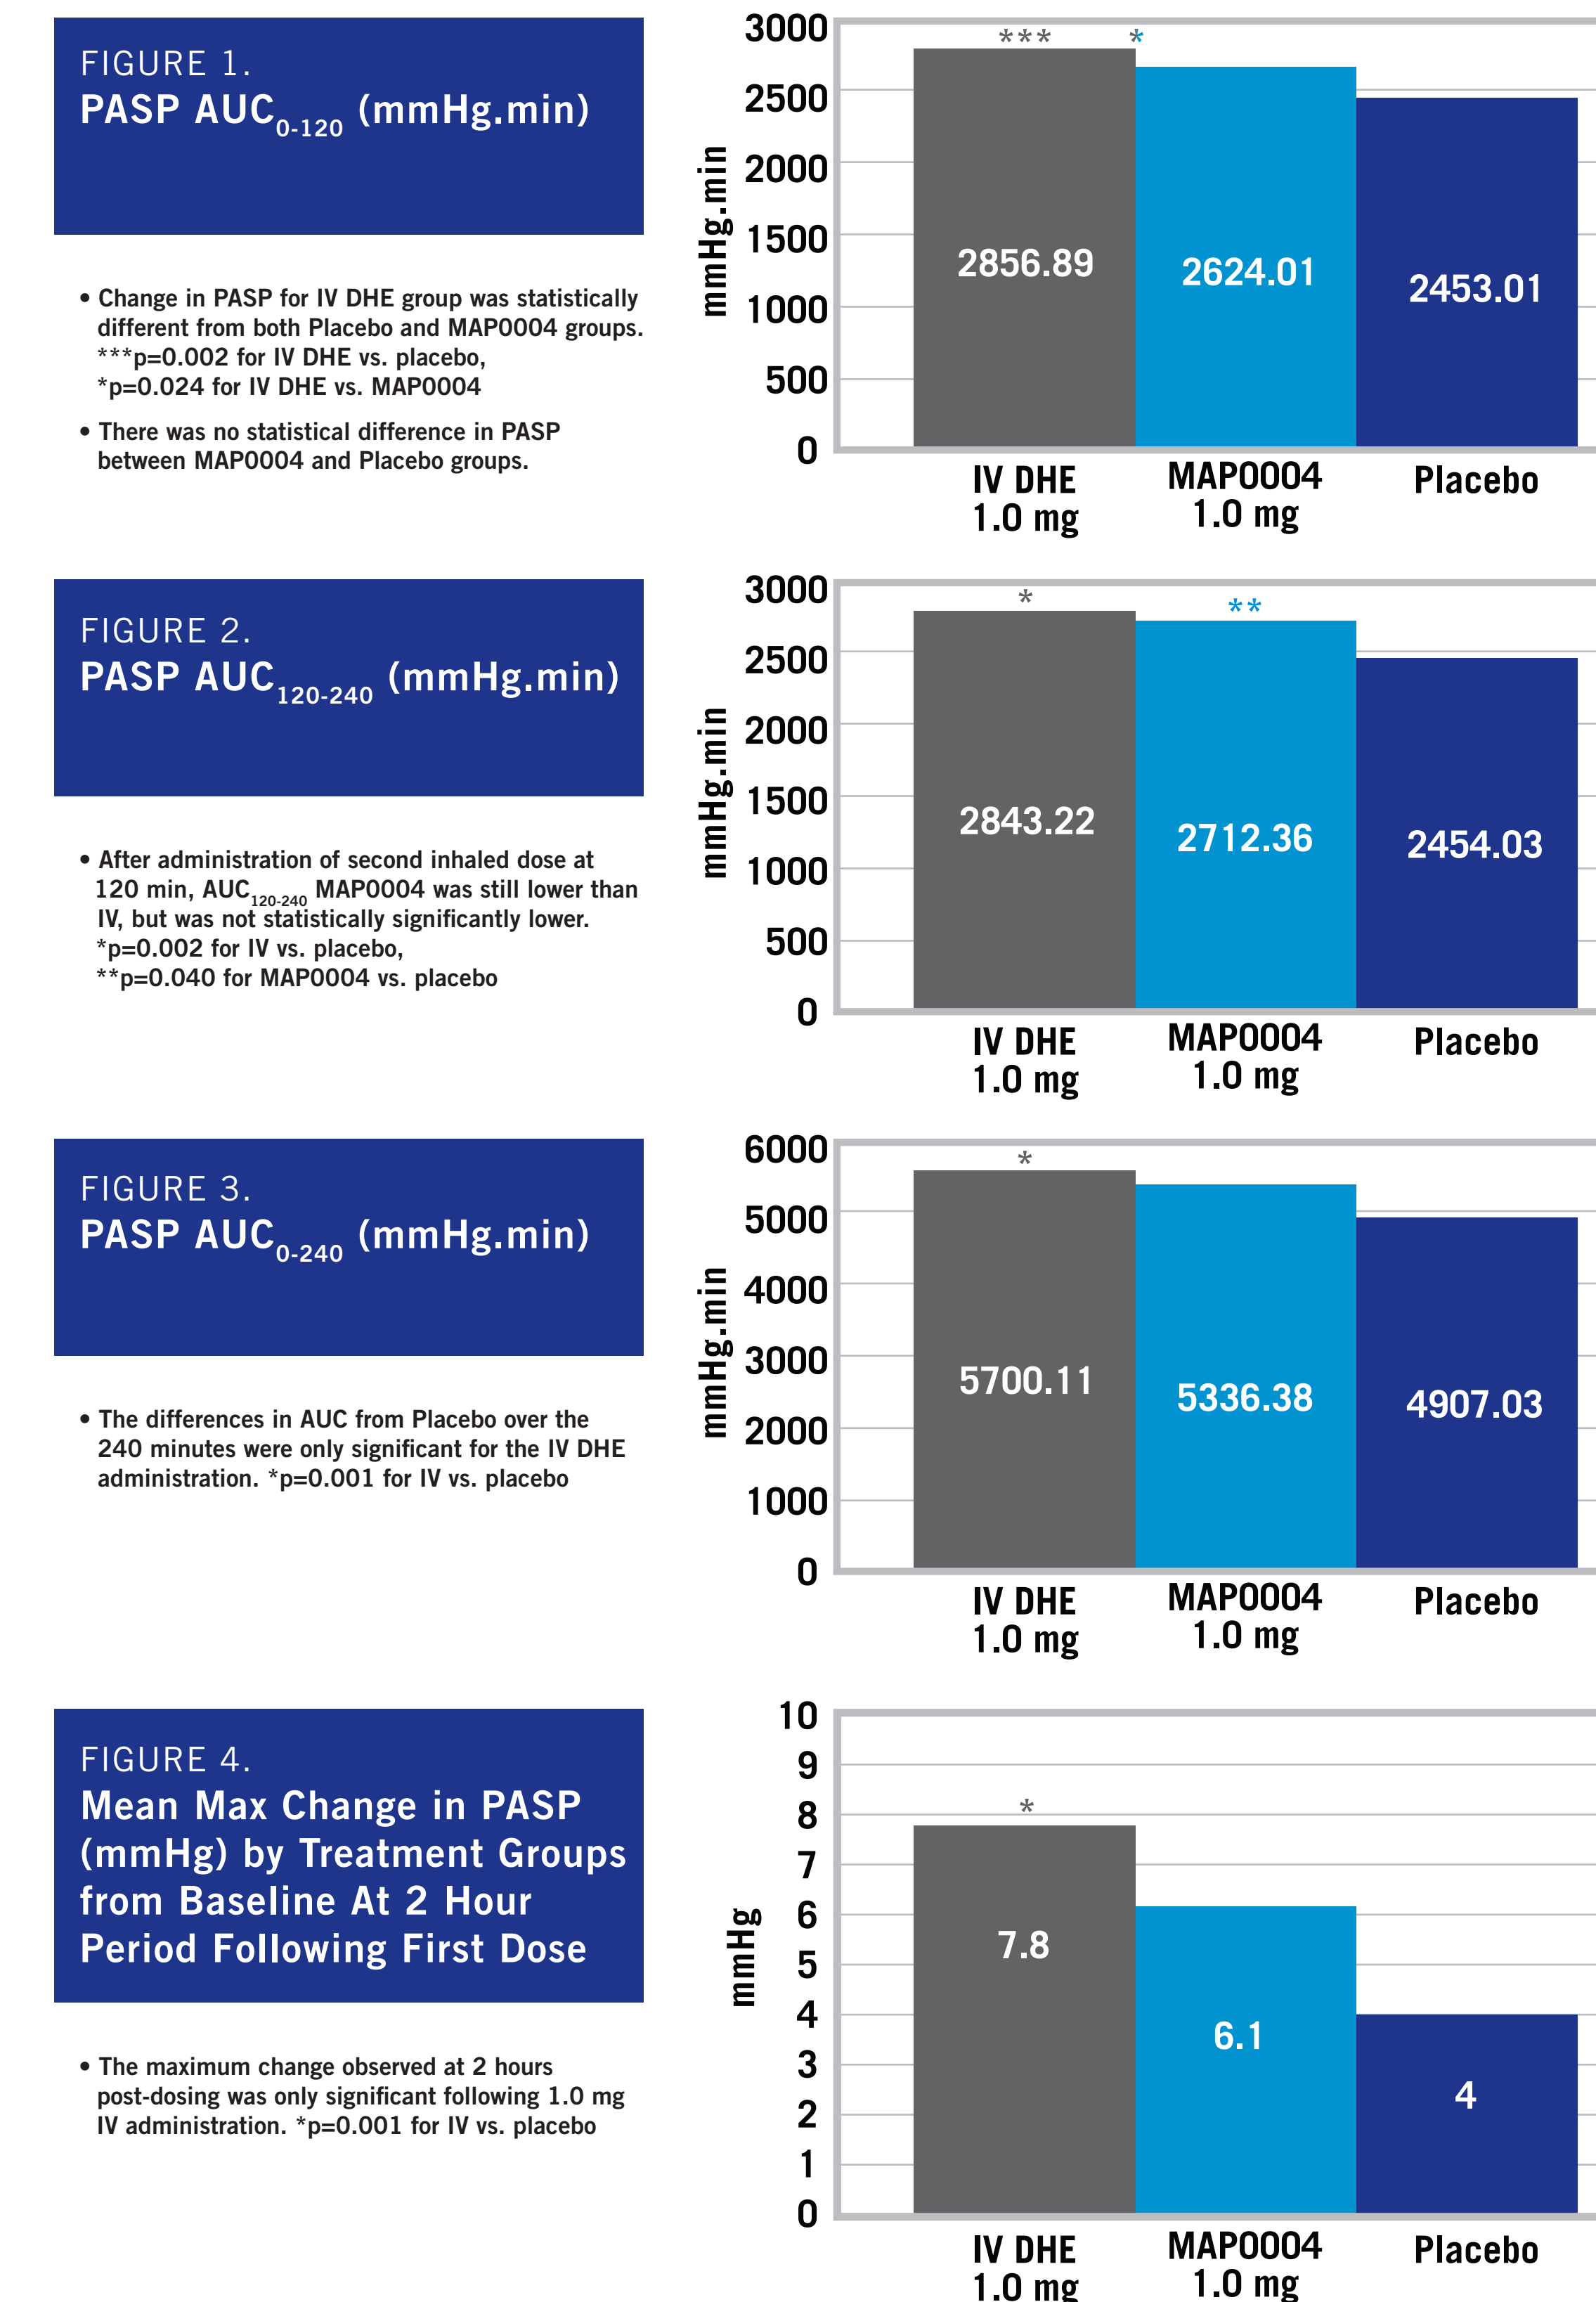 FIGURE 1.
PASP AUC0-120 (mmHg.min)
• Change in PASP for IV DHE group was statistically
different from both Placebo and MAP0004 groups.
***p=0.002 for IV DHE vs. placebo,
*p=0.024 for IV DHE vs. MAP0004
• There was no statistical difference in PASP
between MAP0004 and Placebo groups.
mmHg.min
3000
2500
2000
1500
1000
500
0
*** *
2856.89 2624.01 2453.01
IV DHE MAP0004 Placebo
1.0 mg 1.0 mg
FIGURE 2.
PASP AUC120-240 (mmHg.min)
• After administration of second inhaled dose at
120 min, AUC120-240 MAP0004 was still lower than
IV, but was not statistically significantly lower.
*p=0.002 for IV vs. placebo,
**p=0.040 for MAP0004 vs. placebo
mmHg.min
3000
2500
2000
1500
1000
500
0
* **
2843.22 2712.36 2454.03
IV DHE MAP0004 Placebo
1.0 mg 1.0 mg
FIGURE 3.
PASP AUC0-240 (mmHg.min)
• The differences in AUC from Placebo over the
240 minutes were only significant for the IV DHE
administration. *p=0.001 for IV vs. placebo
mmHg.min
6000
5000
4000
3000
2000
1000
0
*
5700.11 5336.38 4907.03
IV DHE MAP0004 Placebo
1.0 mg 1.0 mg
FIGURE 4.
Mean Max Change in PASP
(mmHg) by Treatment Groups
from Baseline At 2 Hour
Period Following First Dose
• The maximum change observed at 2 hours
post-dosing was only significant following 1.0 mg
IV administration. *p=0.001 for IV vs. placebo
mmHg
10
9
8
7
6
5
4
3
2
1
0
*
7.8 6.1 4
IV DHE MAP0004 Placebo
1.0 mg 1.0 mg